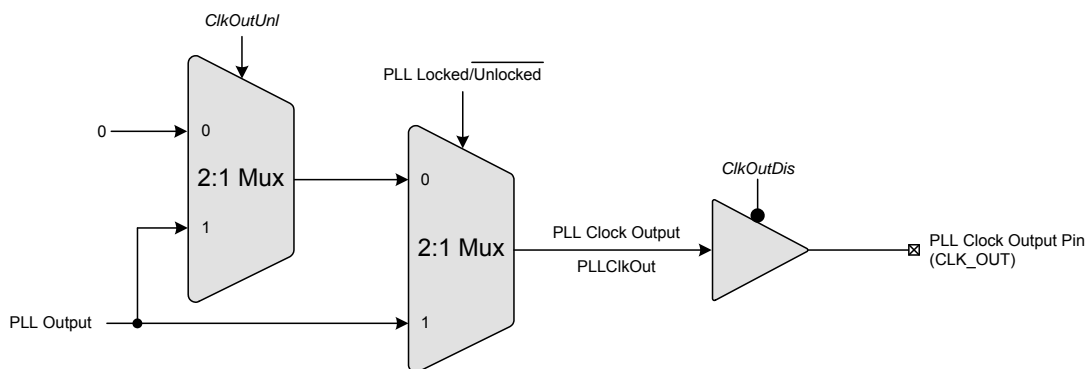 ClkOutUnl
PLL Locked/Unlocked
0
0
2:1 Mux
1
0
2:1 Mux
1
ClkOutDis
PLL Clock Output
PLLClkOut
PLL Clock Output Pin
(CLK_OUT)
PLL Output